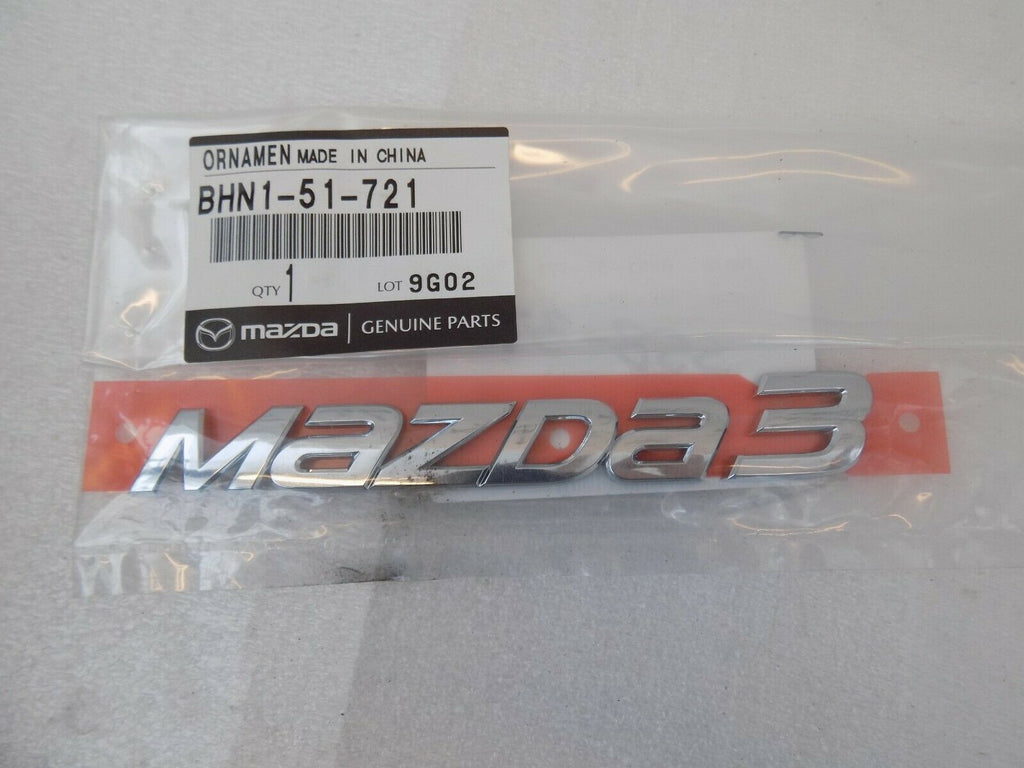 ORNAMEN MADE IN CHINA
BHN1-51-721
QTY 1 LOT 9G02
mazda GENUINE PARTS
mazda3